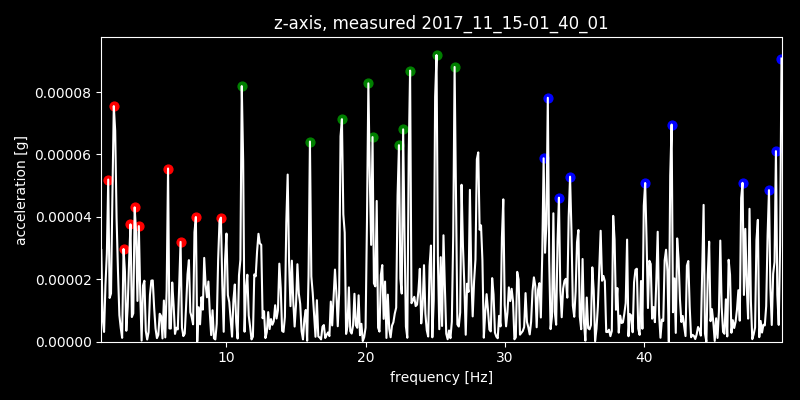 z-axis, measured 2017_11_15-01_40_01
0.00008
0.00006
0.00004
0.00002
0.00000
acceleration [g]
10 20 30 40
frequency [Hz]